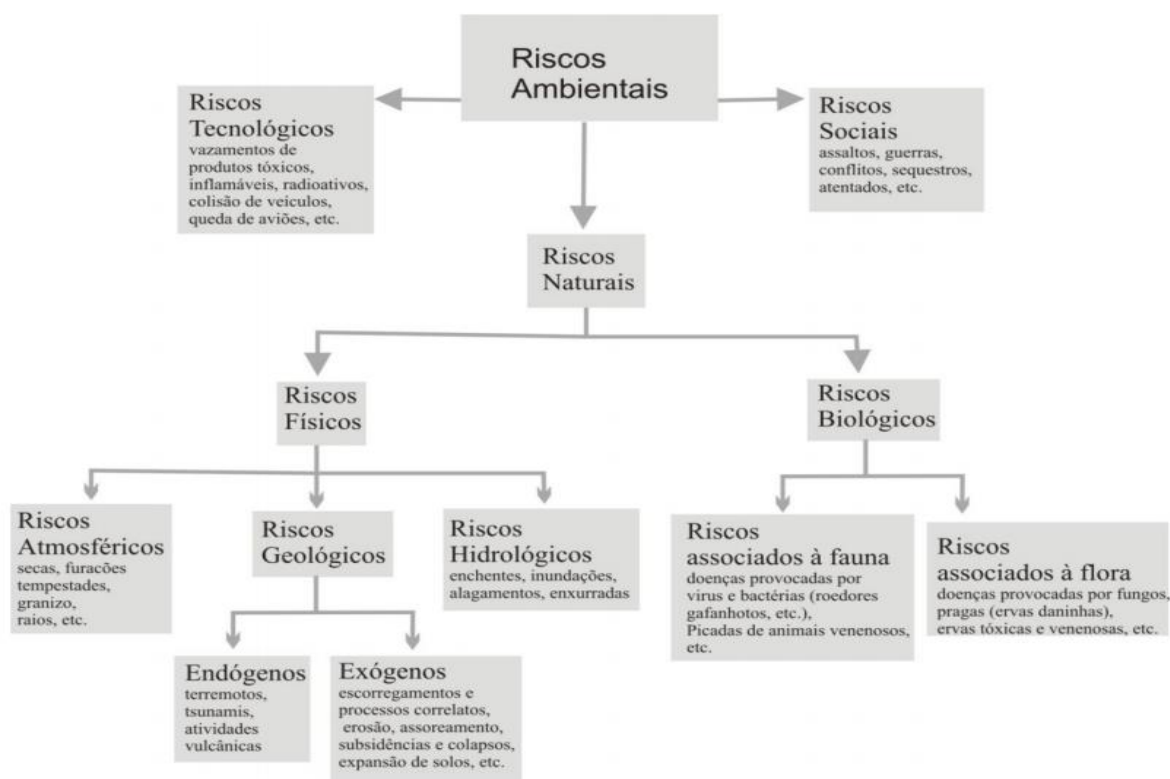 Riscos
Ambientais
Riscos
Tecnológicos
vazamentos de
produtos tóxicos,
inflamáveis, radioativos,
colisão de veículos,
queda de aviões, etc.
Riscos
Sociais
assaltos, guerras,
conflitos, sequestros,
atentados, etc.
Riscos
Naturais
Riscos
Físicos
Riscos
Biológicos
Riscos
Atmosféricos
secas, furacões
tempestades,
granizo,
raios, etc.
Riscos
Geológicos
Riscos
Hidrológicos
enchentes, inundações,
alagamentos, enxurradas
Riscos
associados à fauna
doenças provocadas por
virus e bactérias (roedores
gafanhotos, etc.),
Picadas de animais venenosos,
etc.
Riscos
associados à flora
doenças provocadas por fungos,
pragas (ervas daninhas),
ervas tóxicas e venenosas, etc.
Endógenos
terremotos,
tsunamis,
atividades
vulcânicas
Exógenos
escorregamentos e
processos correlatos,
erosão, assoreamento,
subsidências e colapsos,
expansão de solos, etc.